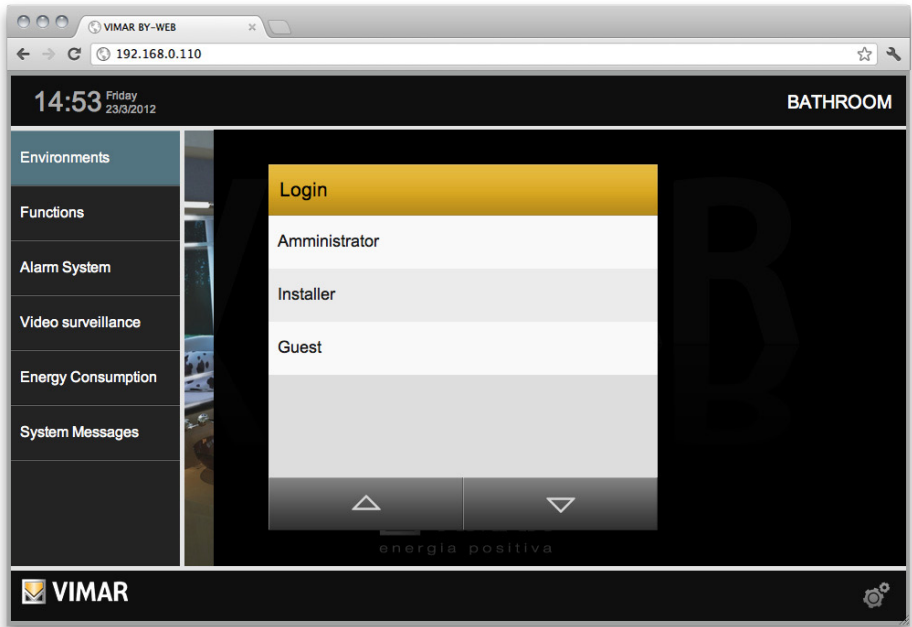 VIMAR BY-WEB
192.168.0.110
14:53 Friday
23/3/2012
BATHROOM
Environments
Functions
Alarm System
Video surveillance
Energy Consumption
System Messages
Login
Amministrator
Installer
Guest
energia positiva
VIMAR